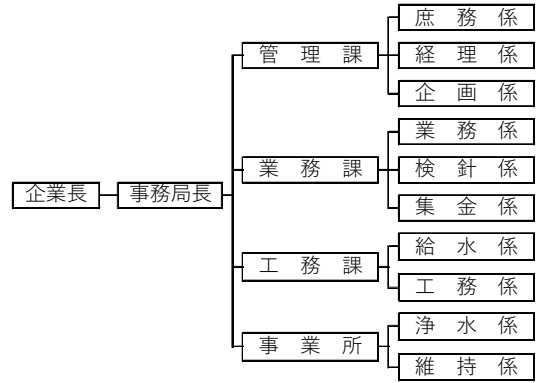 企業長
事務局長
管理課
庶務係
経理係
企画係
業務課
業務係
検針係
集金係
工務課
給水係
工務係
事業所
浄水係
維持係